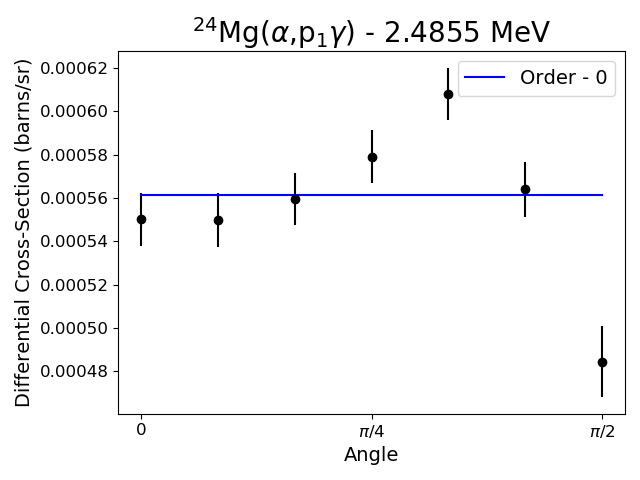 ²⁴Mg(α,p₁γ) - 2.4855 MeV
Differential Cross-Section (barns/sr)
0.00062
0.00060
0.00058
0.00056
0.00054
0.00052
0.00050
0.00048
Order - 0
0
π/4
π/2
Angle